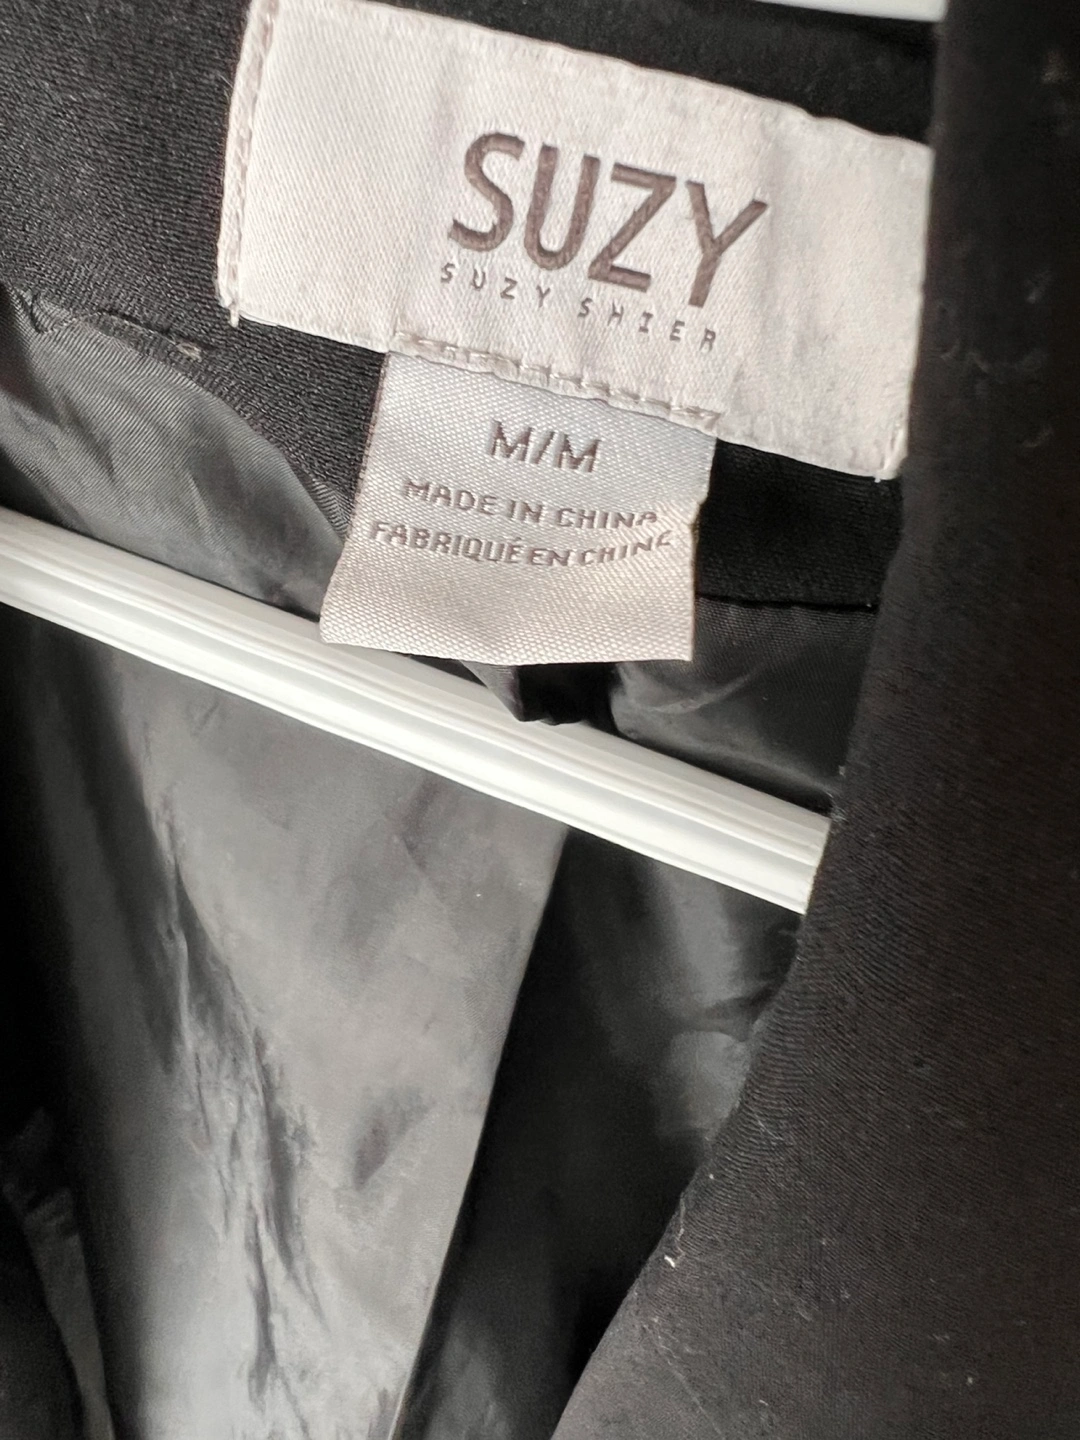 SUZY
SUZY SHIER
M/M
MADE IN CHINA
FABRIQUÉ EN CHINE